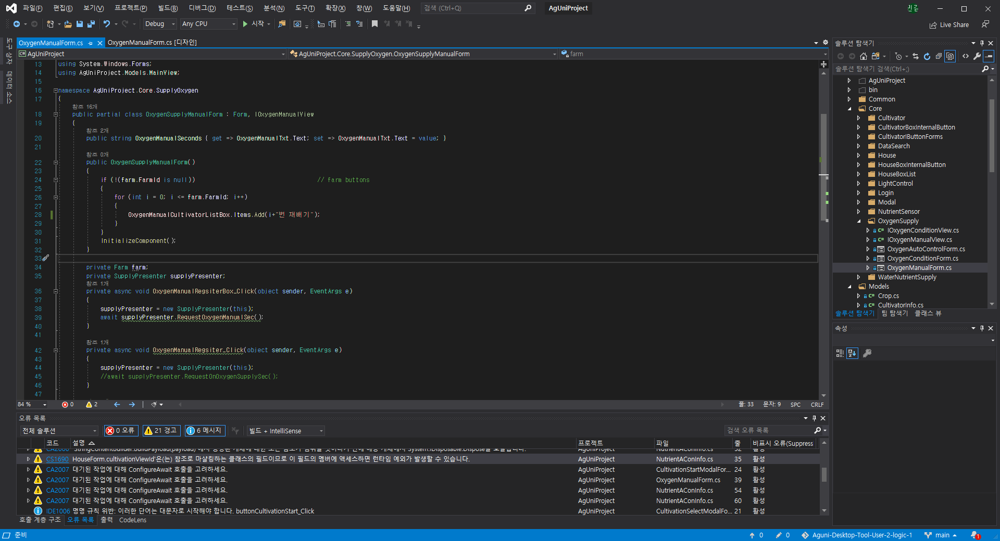 파일(F) 편집(E) 보기(V) 프로젝트(P) 빌드(B) 디버그(D) 테스트(S) 분석(N) 도구(T) 확장(X) 창(W) 도움말(H) 검색 (Ctrl+Q) AgUniProject 민준
Debug Any CPU 시작 Live Share
도구 상자
데이터 소스
OxygenManualForm.cs OxygenManualForm.cs [디자인]
AgUniProject AgUniProject.Core.SupplyOxygen.OxygenSupplyManualForm farm
13 using System.Windows.Forms;
14 using AgUniProject.Models.MainView;
15
16 namespace AgUniProject.Core.SupplyOxygen
17 {
참조 16개
18 public partial class OxygenSupplyManualForm : Form, IOxygenManualView
19 {
참조 2개
20 public string OxygenManualSeconds { get => OxygenManualTxt.Text; set => OxygenManualTxt.Text = value; }
21
참조 0개
22 public OxygenSupplyManualForm()
23 {
24 if (!(farm.FarmId is null)) // farm buttons
25 {
26 for (int i = 0; i <= farm.FarmId; i++)
27 {
28 OxygenManualCultivatorListBox.Items.Add(i+"번 재배기");
29 }
30 }
31 InitializeComponent();
32 }
33
34 private Farm farm;
35 private SupplyPresenter supplyPresenter;
참조 1개
36 private async void OxygenManualRegsiterBox_Click(object sender, EventArgs e)
37 {
38 supplyPresenter = new SupplyPresenter(this);
39 await supplyPresenter.RequestOxygenManualSec();
40 }
41
참조 1개
42 private async void OxygenManualRegsiter_Click(object sender, EventArgs e)
43 {
44 supplyPresenter = new SupplyPresenter(this);
45 //await supplyPresenter.RequestOnOxygenSupplySec();
46 }
47
84 % 0 2 줄: 33 문자: 9 SPC CRLF
오류 목록
전체 솔루션 0 오류 21 경고 6 메시지 빌드 + IntelliSense 검색 오류 목록
코드 설명 프로젝트 파일 줄 비표시 오류(Suppress
CS1690 HouseForm.cultivationViewId'은(는) 참조로 마샬링하는 클래스의 필드이므로 이 필드의 멤버에 액세스하면 런타임 예외가 발생할 수 있습니다. AgUniProject NutrientAConInfo.cs 35 활성
CA2007 대기된 작업에 대해 ConfigureAwait 호출을 고려하세요. AgUniProject CultivationStartModalFor... 24 활성
CA2007 대기된 작업에 대해 ConfigureAwait 호출을 고려하세요. AgUniProject OxygenManualForm.cs 39 활성
CA2007 대기된 작업에 대해 ConfigureAwait 호출을 고려하세요. AgUniProject NutrientAConInfo.cs 54 활성
CA2007 대기된 작업에 대해 ConfigureAwait 호출을 고려하세요. AgUniProject NutrientAConInfo.cs 60 활성
IDE1006 명명 규칙 위반: 이러한 단어는 대문자로 시작해야 합니다. buttonCultivationStart_Click AgUniProject CultivationSelectModalFo... 21 활성
호출 계층 구조 오류 목록 출력 CodeLens
솔루션 탐색기
솔루션 탐색기 검색(Ctrl+;)
AgUniProject
bin
Common
Core
Cultivator
CultivatorBoxInternalButton
CultivatorIButtonForms
DataSearch
House
HouseBoxInternalButton
HouseBoxList
LightControl
Login
Modal
NutrientSensor
OxygenSupply
IOxygenConditionView.cs
IOxygenManualView.cs
OxygenAutoControlForm.cs
OxygenConditionForm.cs
OxygenManualForm.cs
WaterNutrientSupply
Models
Crop.cs
CultivatorInfo.cs
솔루션 탐색기 팀 탐색기 클래스 뷰
속성
준비 0 0 Aguni-Desktop-Tool-User-2-logic-1 main 1